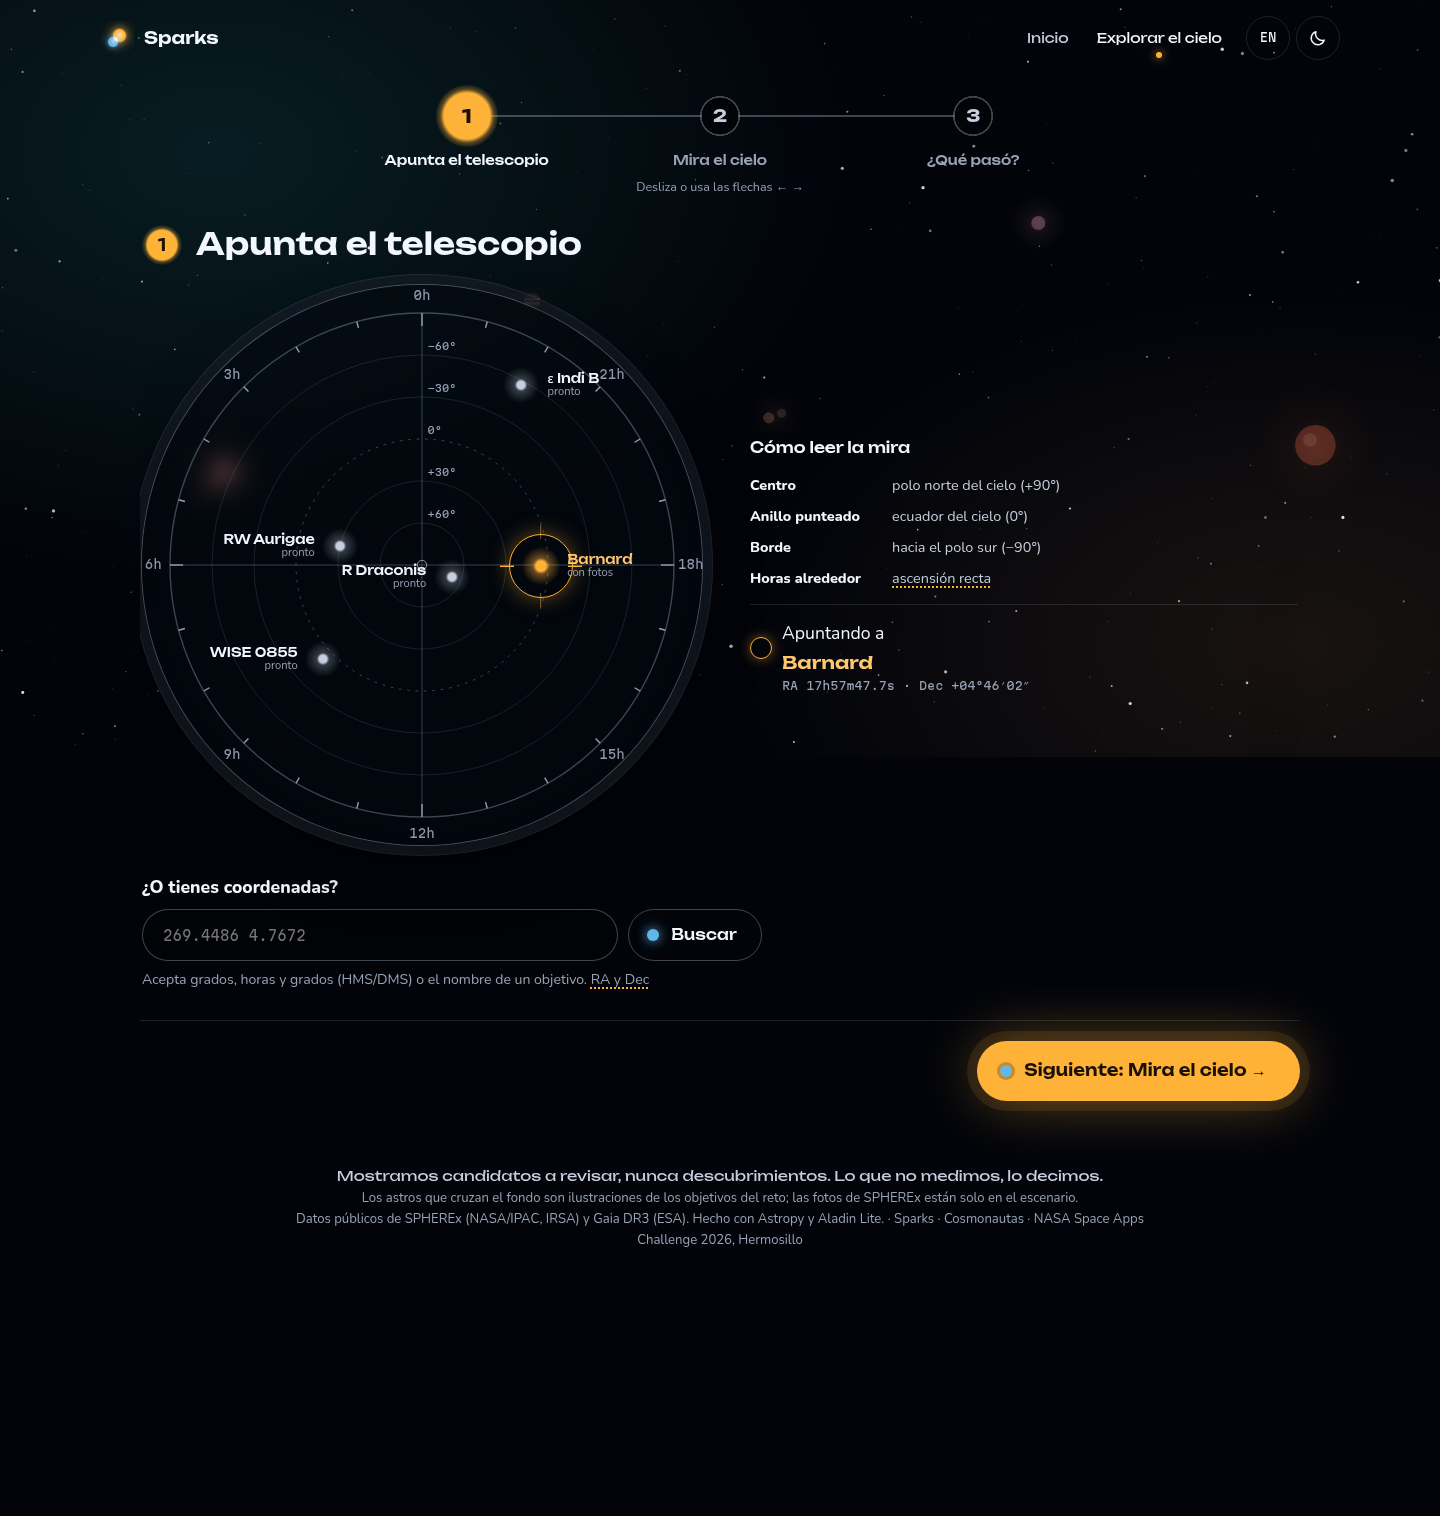 Sparks
Inicio
Explorar el cielo
EN
1
2
3
Apunta el telescopio
Mira el cielo
¿Qué pasó?
Desliza o usa las flechas ← →
1 Apunta el telescopio
0h
−60°
3h
ε Indi B
21h
pronto
−30°
0°
+30°
+60°
RW Aurigae
pronto
6h
R Draconis
pronto
Barnard
con fotos
18h
WISE 0855
pronto
9h
15h
12h
Cómo leer la mira
Centro polo norte del cielo (+90°)
Anillo punteado ecuador del cielo (0°)
Borde hacia el polo sur (−90°)
Horas alrededor ascensión recta
Apuntando a
Barnard
RA 17h57m47.7s · Dec +04°46′02″
¿O tienes coordenadas?
269.4486 4.7672
Buscar
Acepta grados, horas y grados (HMS/DMS) o el nombre de un objetivo. RA y Dec
Siguiente: Mira el cielo →
Mostramos candidatos a revisar, nunca descubrimientos. Lo que no medimos, lo decimos.
Los astros que cruzan el fondo son ilustraciones de los objetivos del reto; las fotos de SPHEREx están solo en el escenario.
Datos públicos de SPHEREx (NASA/IPAC, IRSA) y Gaia DR3 (ESA). Hecho con Astropy y Aladin Lite. · Sparks · Cosmonautas · NASA Space Apps
Challenge 2026, Hermosillo